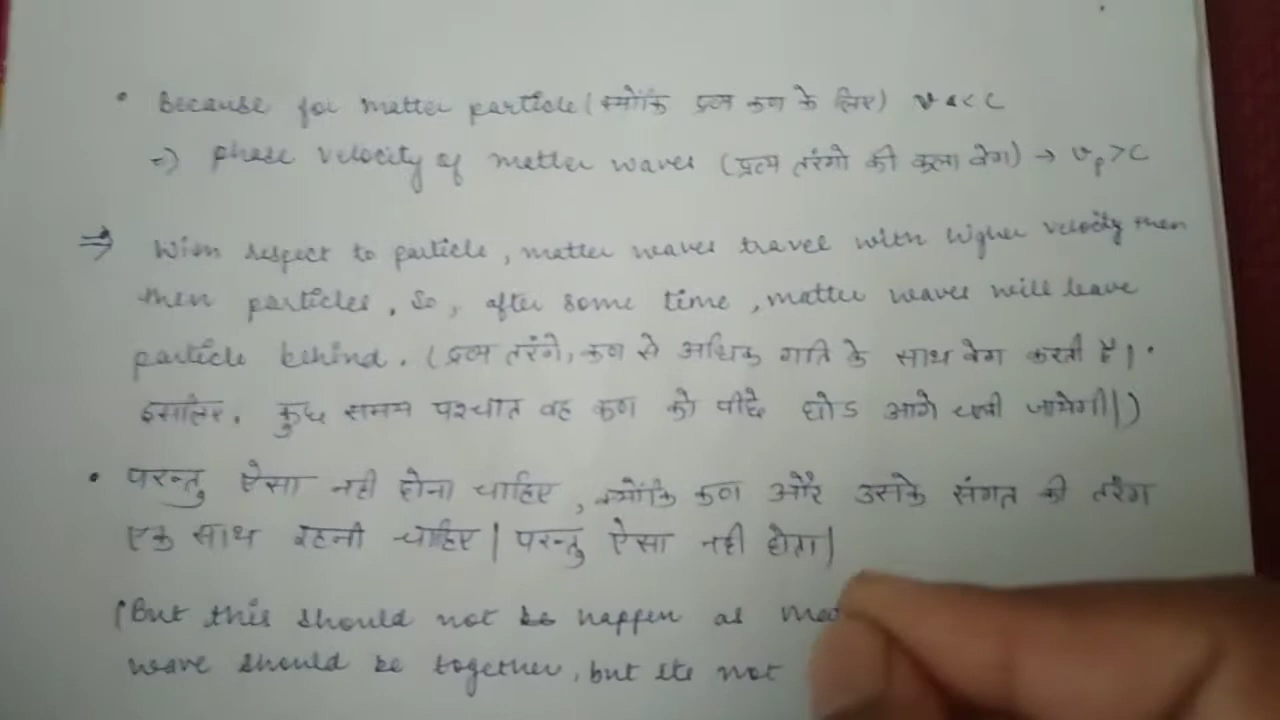 • Because for matter particle (क्योंकि द्रव्य कण के लिए) v << c
=> phase velocity of matter waves (द्रव्य तरंगो की कला वेग) → vₚ > c
⇒ With respect to particle, matter waves travel with higher velocity then
then particles. So, after some time, matter waves will leave
particle behind. (द्रव्य तरंगे, कण से अधिक गति के साथ वेग करती है।
इसलिए. कुछ समय पश्चात वह कण को पीछे छोड आगे चली जायेगी।)
• परन्तु ऐसा नही होना चाहिए, क्योंकि कण और उसके संगत की तरंग
एक साथ रहनी चाहिए। परन्तु ऐसा नही होता।
(But this should not be happen as
wave should be together, but its not